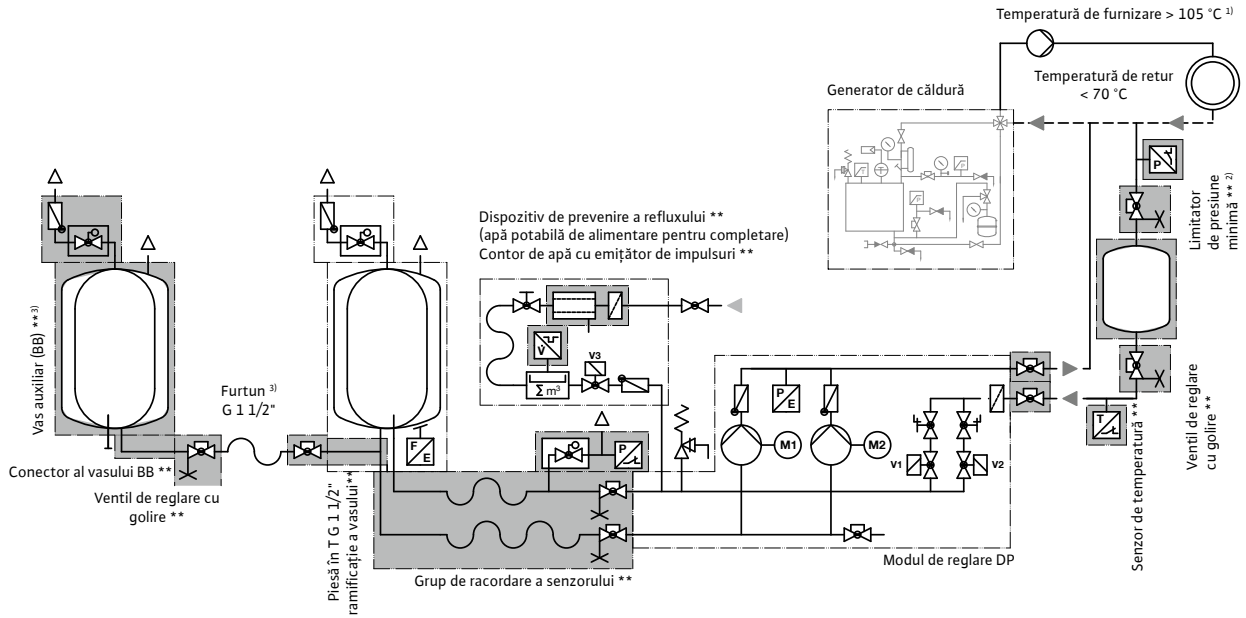 Temperatură de furnizare > 105 °C ¹⁾
Temperatură de retur
< 70 °C
Generator de căldură
P
Limitator
de presiune
minină ** ²⁾
Dispozitiv de prevenire a refluxului **
(apă potabilă de alimentare pentru completare)
Contor de apă cu emițător de impulsuri **
V
V3
Σ m³
Vas auxiliar (BB) **³⁾
Furtun ³⁾
G 1 1/2"
F
E
P
E
P
M1
M2
V1
V2
T
Conector al vasului BB **
Ventil de reglare cu
golire **
Piesă în T G 1 1/2"
ramificație a vasului**
Grup de racordare a senzorului **
Modul de reglare DP
Senzor de temperatură **
Ventil de reglare
cu golire **